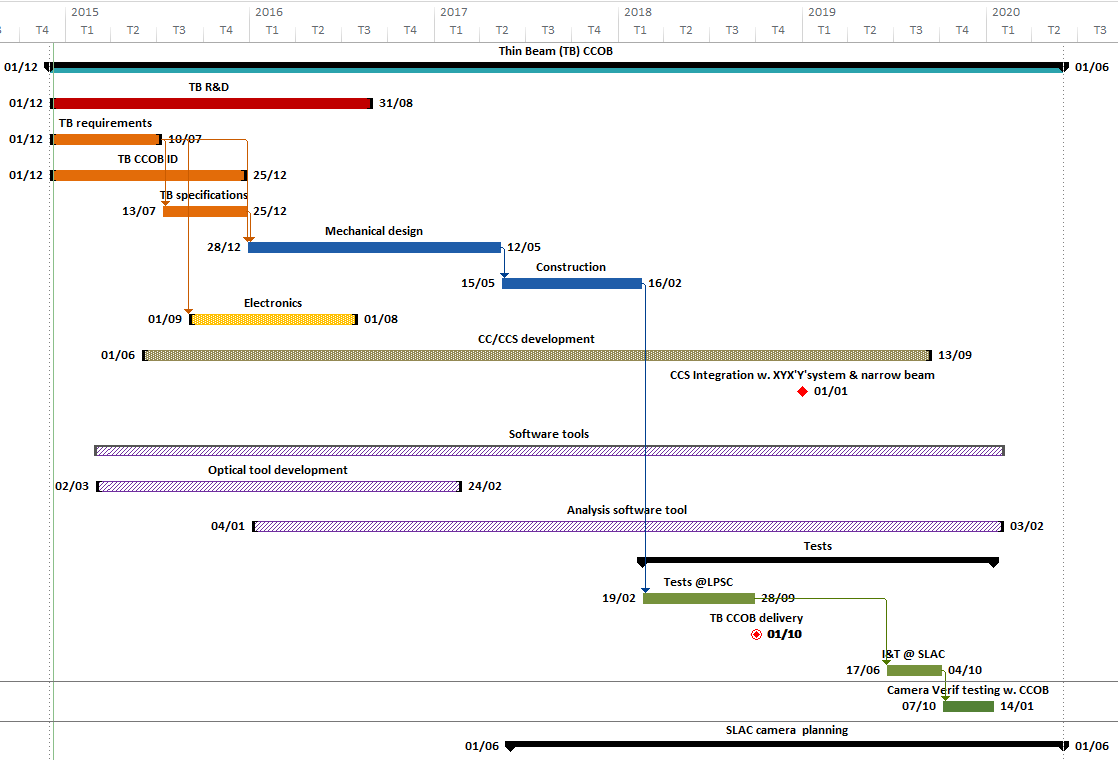 2015 2016 2017 2018 2019 2020
T4 T1 T2 T3 T4 T1 T2 T3 T4 T1 T2 T3 T4 T1 T2 T3 T4 T1 T2 T3 T4 T1 T2 T3
Thin Beam (TB) CCOB
01/12 01/06
TB R&D
01/12 31/08
TB requirements
01/12 10/07
TB CCOB ID
01/12 25/12
TB specifications
13/07 25/12
Mechanical design
28/12 12/05
Construction
15/05 16/02
Electronics
01/09 01/08
CC/CCS development
01/06 13/09
CCS Integration w. XYX'Y'system & narrow beam
01/01
Software tools
Optical tool development
02/03 24/02
Analysis software tool
04/01 03/02
Tests
Tests @LPSC
19/02 28/09
TB CCOB delivery
01/10
I&T @ SLAC
17/06 04/10
Camera Verif testing w. CCOB
07/10 14/01
SLAC camera planning
01/06 01/06